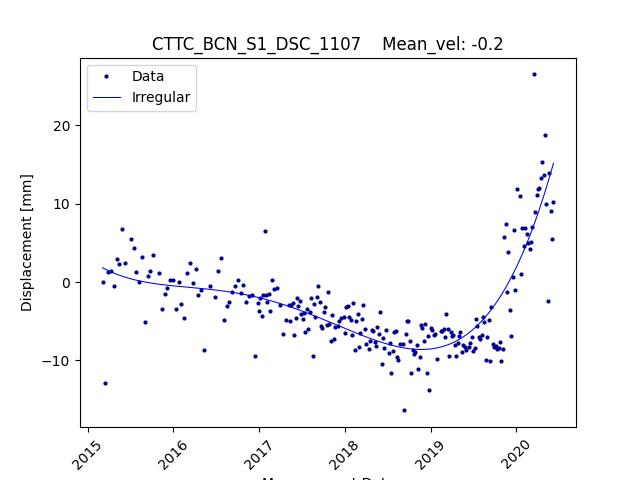 CTTC_BCN_S1_DSC_1107    Mean_vel: -0.2
Data
Irregular
Displacement [mm]
20
10
0
−10
2015
2016
2017
2018
2019
2020